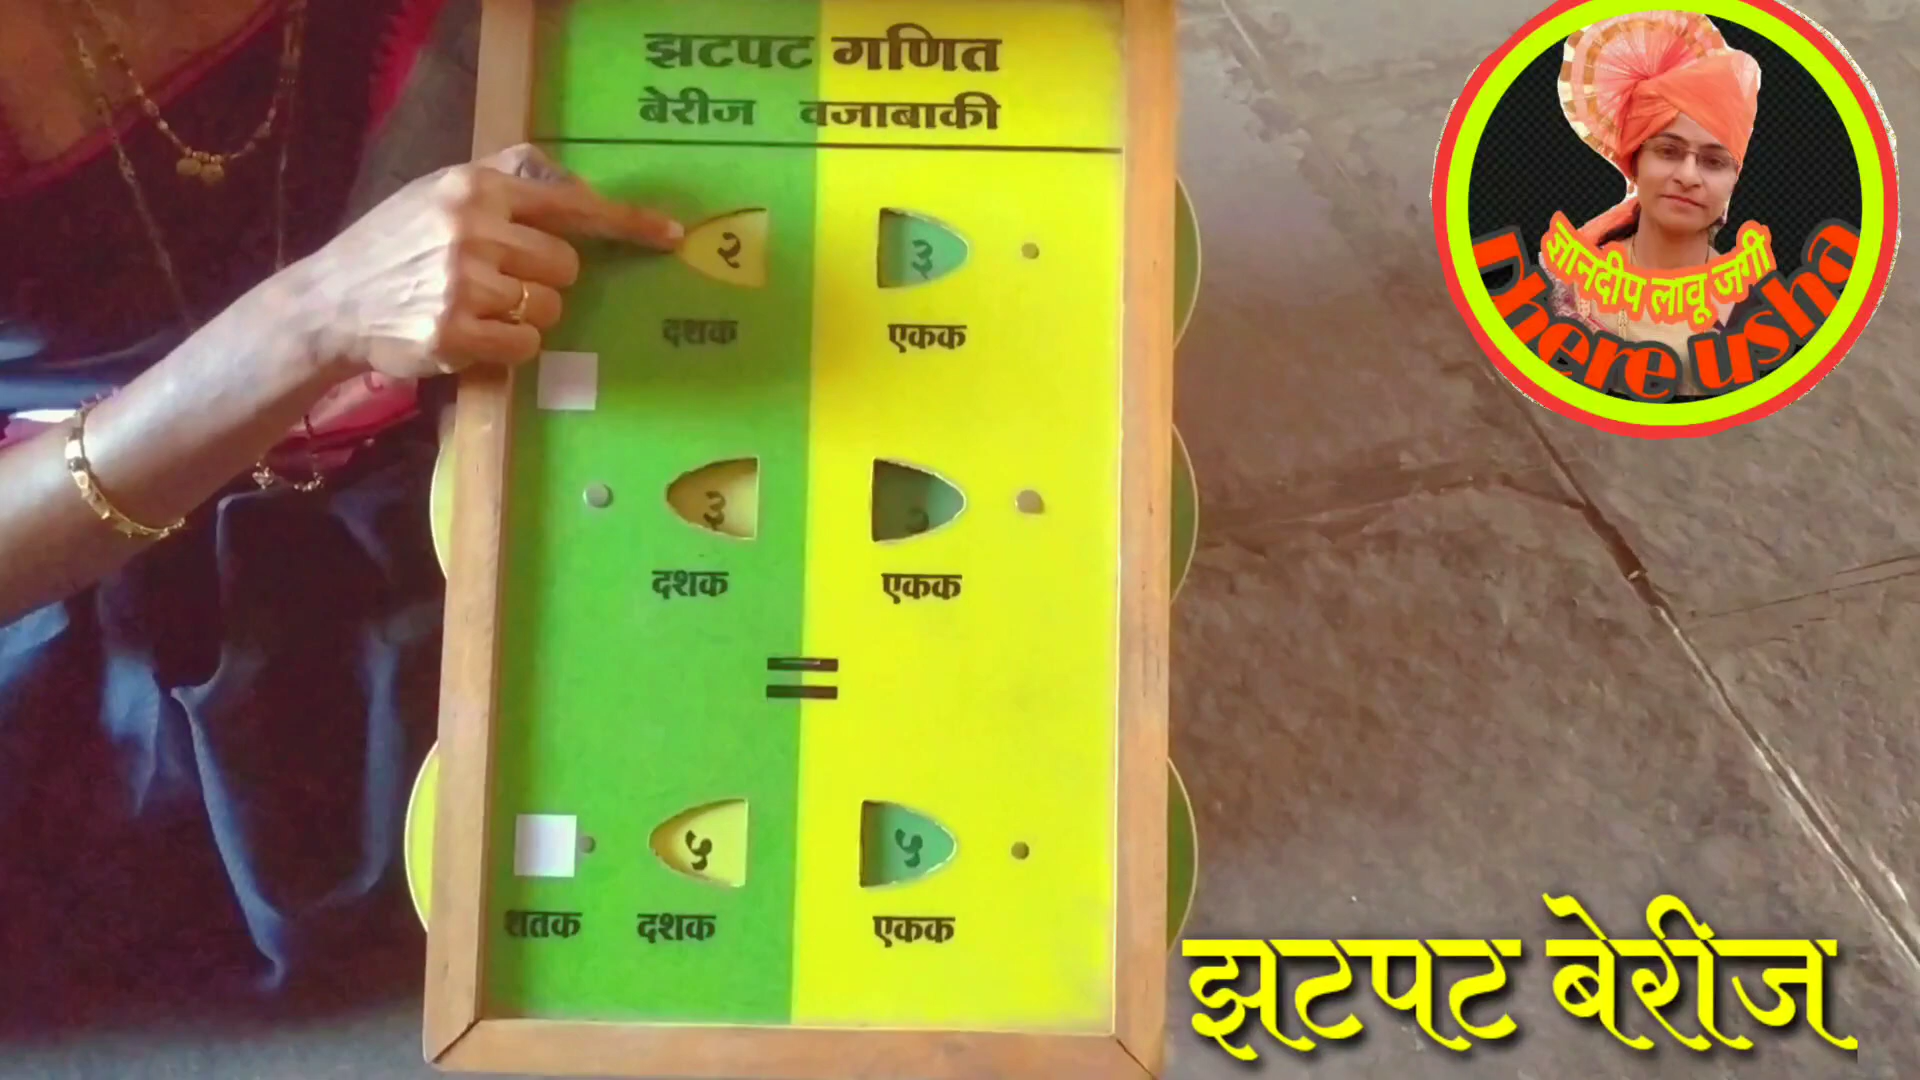 झटपट गणित
बेरीज वजाबाकी
२ ३
दशक एकक
३ २
दशक एकक
=
५ ५
शतक दशक एकक
ज्ञानदीप लावू जगी
Dhere usha
झटपट बेरीज